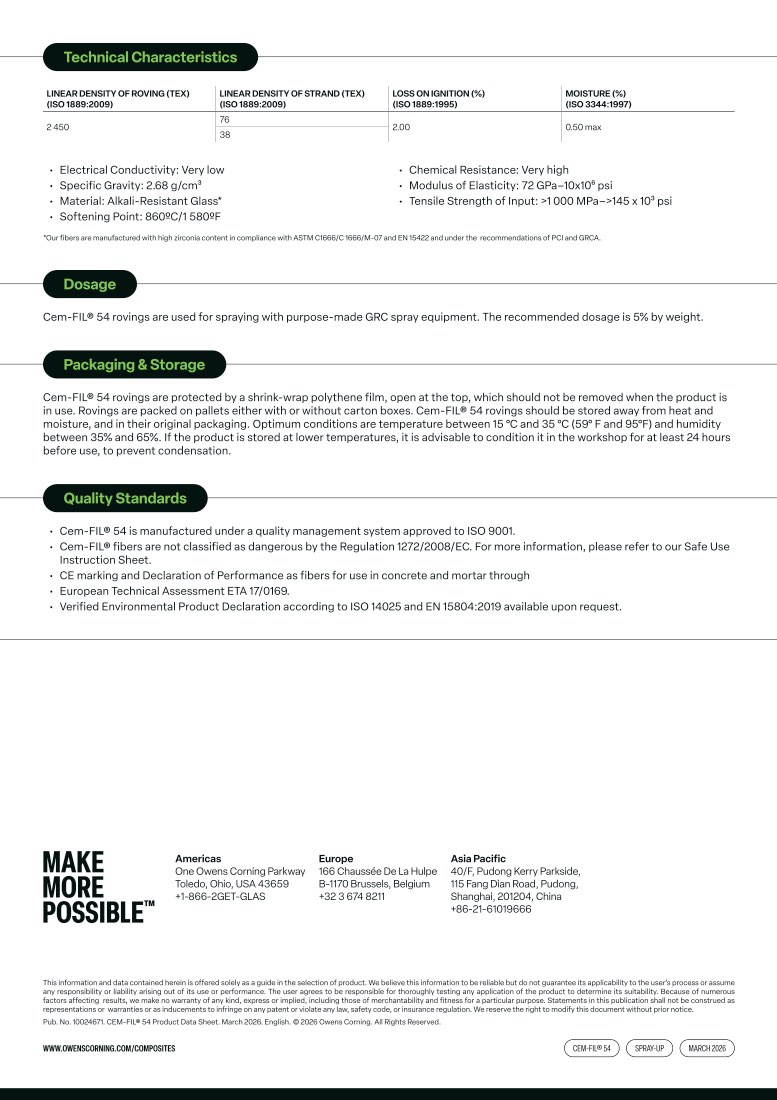 Technical Characteristics
LINEAR DENSITY OF ROVING (TEX)
(ISO 1889:2009)
LINEAR DENSITY OF STRAND (TEX)
(ISO 1889:2009)
LOSS ON IGNITION (%)
(ISO 1889:1995)
MOISTURE (%)
(ISO 3344:1997)
2 450
76
38
2.00
0.50 max
• Electrical Conductivity: Very low
• Specific Gravity: 2.68 g/cm³
• Material: Alkali-Resistant Glass*
• Softening Point: 860ºC/1 580ºF
• Chemical Resistance: Very high
• Modulus of Elasticity: 72 GPa–10x10⁶ psi
• Tensile Strength of Input: >1 000 MPa–>145 x 10³ psi
*Our fibers are manufactured with high zirconia content in compliance with ASTM C1666/C 1666/M-07 and EN 15422 and under the recommendations of PCI and GRCA.
Dosage
Cem-FIL® 54 rovings are used for spraying with purpose-made GRC spray equipment. The recommended dosage is 5% by weight.
Packaging & Storage
Cem-FIL® 54 rovings are protected by a shrink-wrap polythene film, open at the top, which should not be removed when the product is
in use. Rovings are packed on pallets either with or without carton boxes. Cem-FIL® 54 rovings should be stored away from heat and
moisture, and in their original packaging. Optimum conditions are temperature between 15 °C and 35 °C (59° F and 95°F) and humidity
between 35% and 65%. If the product is stored at lower temperatures, it is advisable to condition it in the workshop for at least 24 hours
before use, to prevent condensation.
Quality Standards
• Cem-FIL® 54 is manufactured under a quality management system approved to ISO 9001.
• Cem-FIL® fibers are not classified as dangerous by the Regulation 1272/2008/EC. For more information, please refer to our Safe Use
Instruction Sheet.
• CE marking and Declaration of Performance as fibers for use in concrete and mortar through
• European Technical Assessment ETA 17/0169.
• Verified Environmental Product Declaration according to ISO 14025 and EN 15804:2019 available upon request.
MAKE
MORE
POSSIBLE™
Americas
One Owens Corning Parkway
Toledo, Ohio, USA 43659
+1-866-2GET-GLAS
Europe
166 Chaussée De La Hulpe
B-1170 Brussels, Belgium
+32 3 674 8211
Asia Pacific
40/F, Pudong Kerry Parkside,
115 Fang Dian Road, Pudong,
Shanghai, 201204, China
+86-21-61019666
This information and data contained herein is offered solely as a guide in the selection of product. We believe this information to be reliable but do not guarantee its applicability to the user's process or assume
any responsibility or liability arising out of its use or performance. The user agrees to be responsible for thoroughly testing any application of the product to determine its suitability. Because of numerous
factors affecting results, we make no warranty of any kind, express or implied, including those of merchantability and fitness for a particular purpose. Statements in this publication shall not be construed as
representations or warranties or as inducements to infringe on any patent or violate any law, safety code, or insurance regulation. We reserve the right to modify this document without prior notice.
Pub. No. 10024671. CEM-FIL® 54 Product Data Sheet. March 2026. English. © 2026 Owens Corning. All Rights Reserved.
WWW.OWENSCORNING.COM/COMPOSITES
CEM-FIL® 54
SPRAY-UP
MARCH 2026